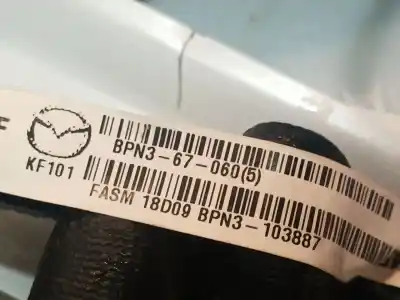 F
BPN3-67-060(5)
KF101
FASM 18D09 BPN3-103887